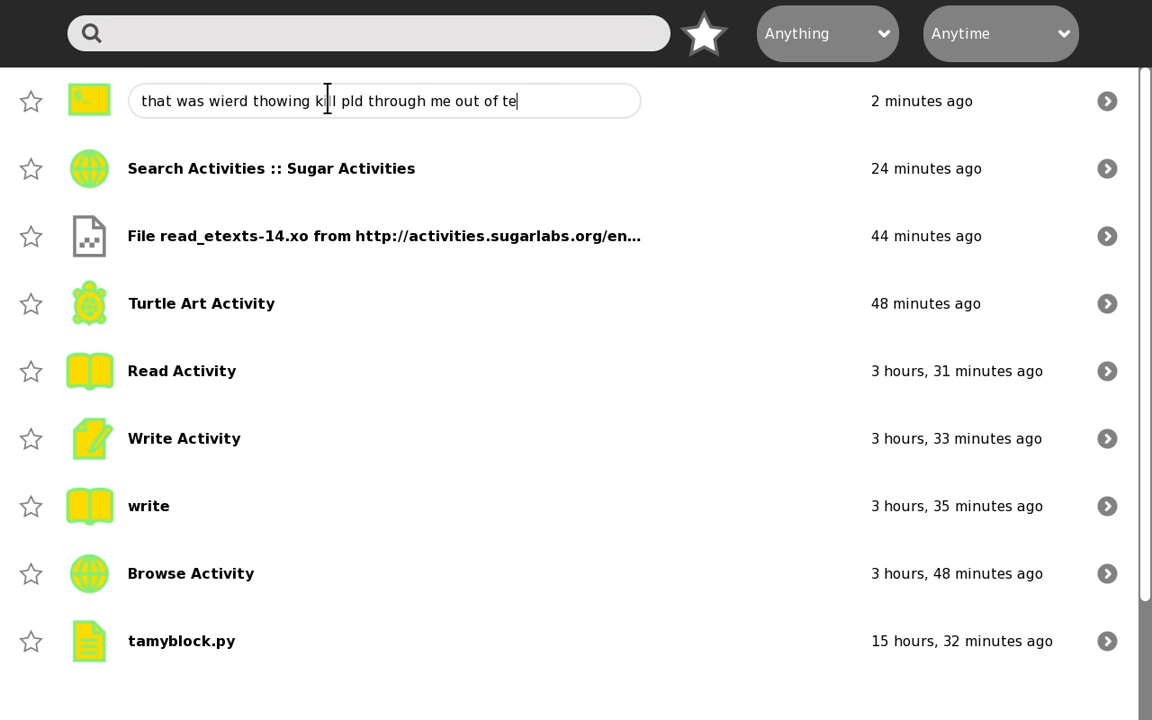 Anything Anytime
that was wierd thowing kill pld through me out of te 2 minutes ago
Search Activities :: Sugar Activities 24 minutes ago
File read_etexts-14.xo from http://activities.sugarlabs.org/en... 44 minutes ago
Turtle Art Activity 48 minutes ago
Read Activity 3 hours, 31 minutes ago
Write Activity 3 hours, 33 minutes ago
write 3 hours, 35 minutes ago
Browse Activity 3 hours, 48 minutes ago
tamyblock.py 15 hours, 32 minutes ago